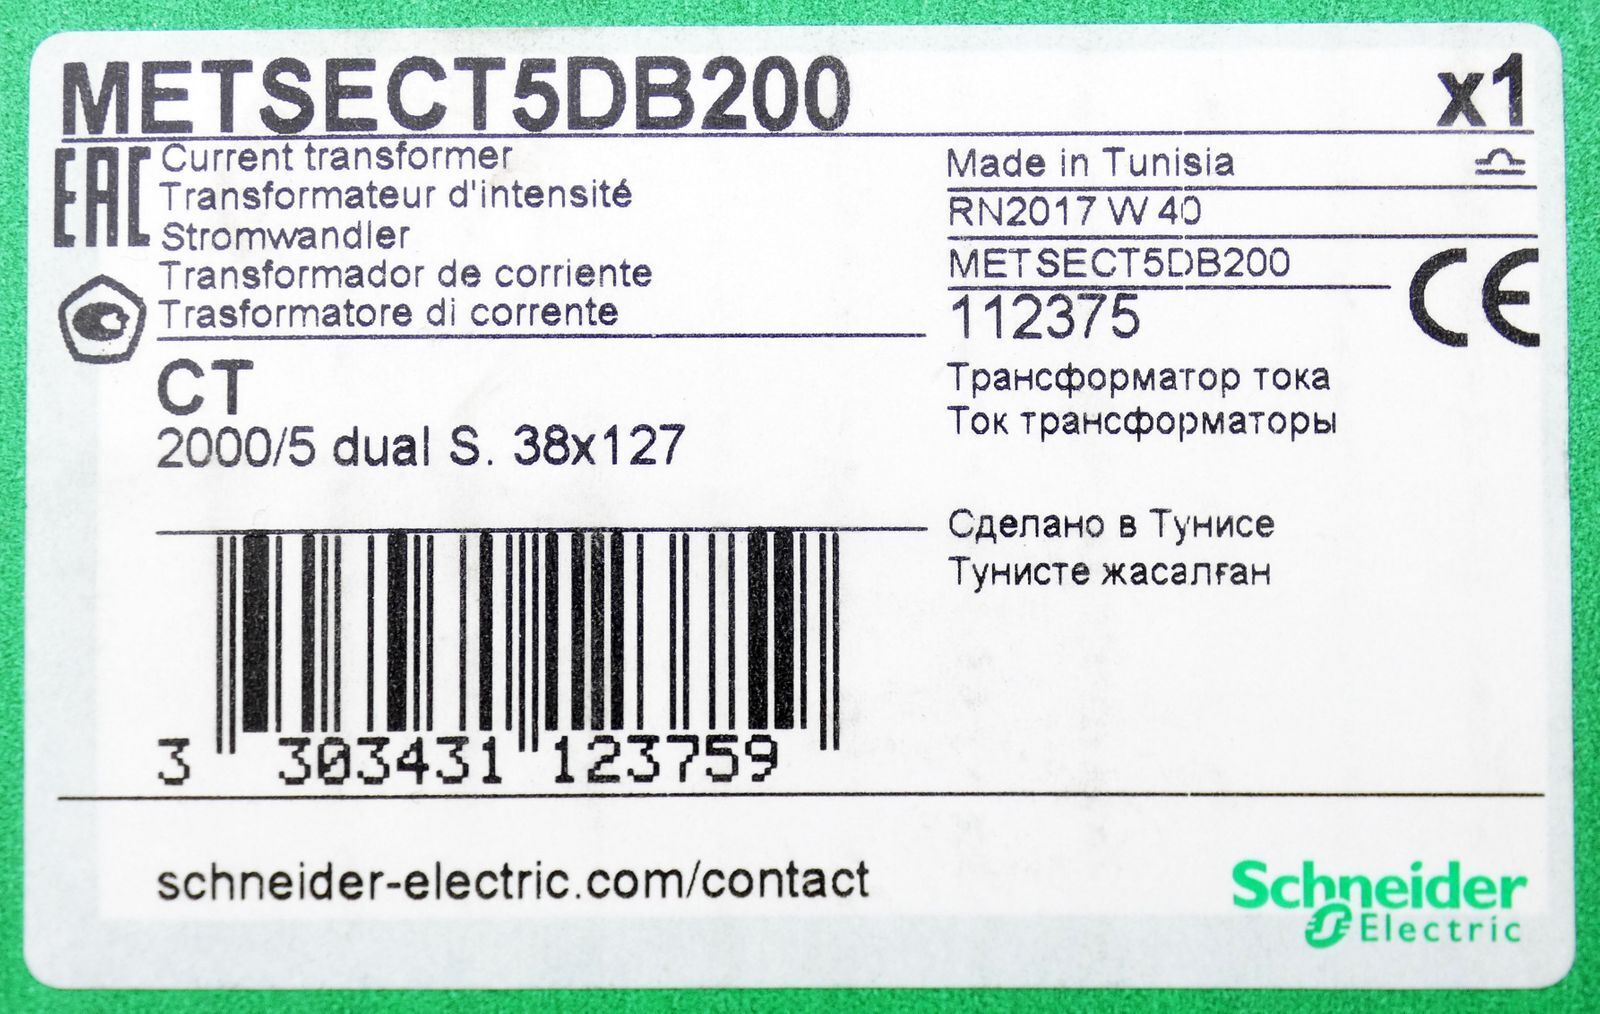 METSECT5DB200 x1
EAC
Current transformer
Transformateur d'intensité
Stromwandler
Transformador de corriente
Trasformatore di corrente
CT
2000/5 dual S. 38x127
Made in Tunisia
RN2017 W 40
METSECT5DB200
112375
CE
Трансформатор тока
Ток трансформаторы
Сделано в Тунисе
Тунисте жасалған
3 303431 123759
schneider-electric.com/contact
Schneider
Electric